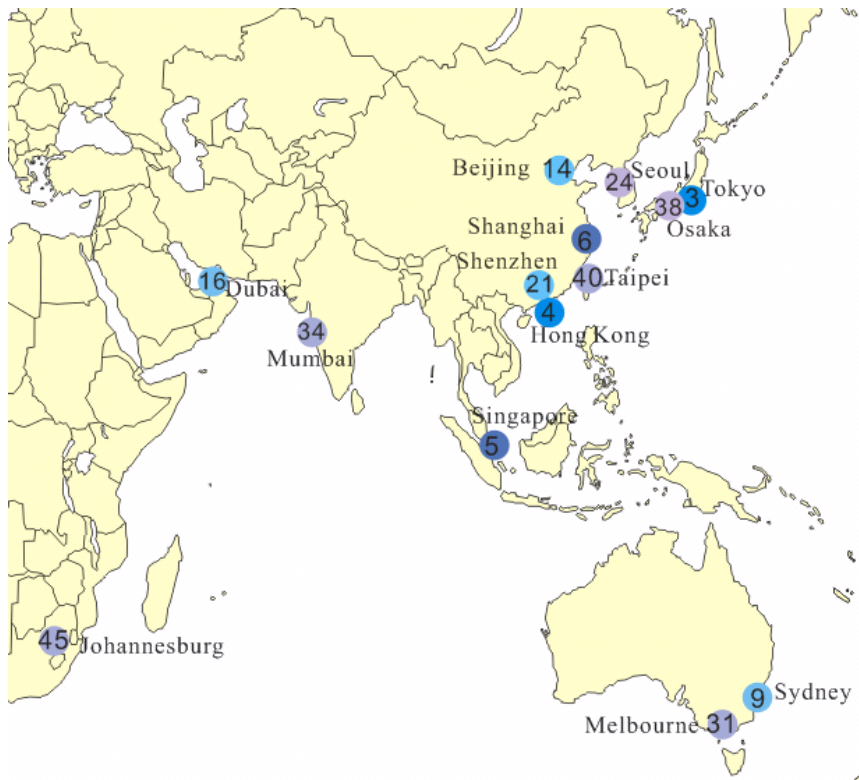 Beijing 14
24 Seoul
3 Tokyo
38 Osaka
Shanghai
6
Shenzhen
21
40 Taipei
16 Dubai
4
Hong Kong
34
Mumbai
Singapore
5
45 Johannesburg
9 Sydney
Melbourne 31